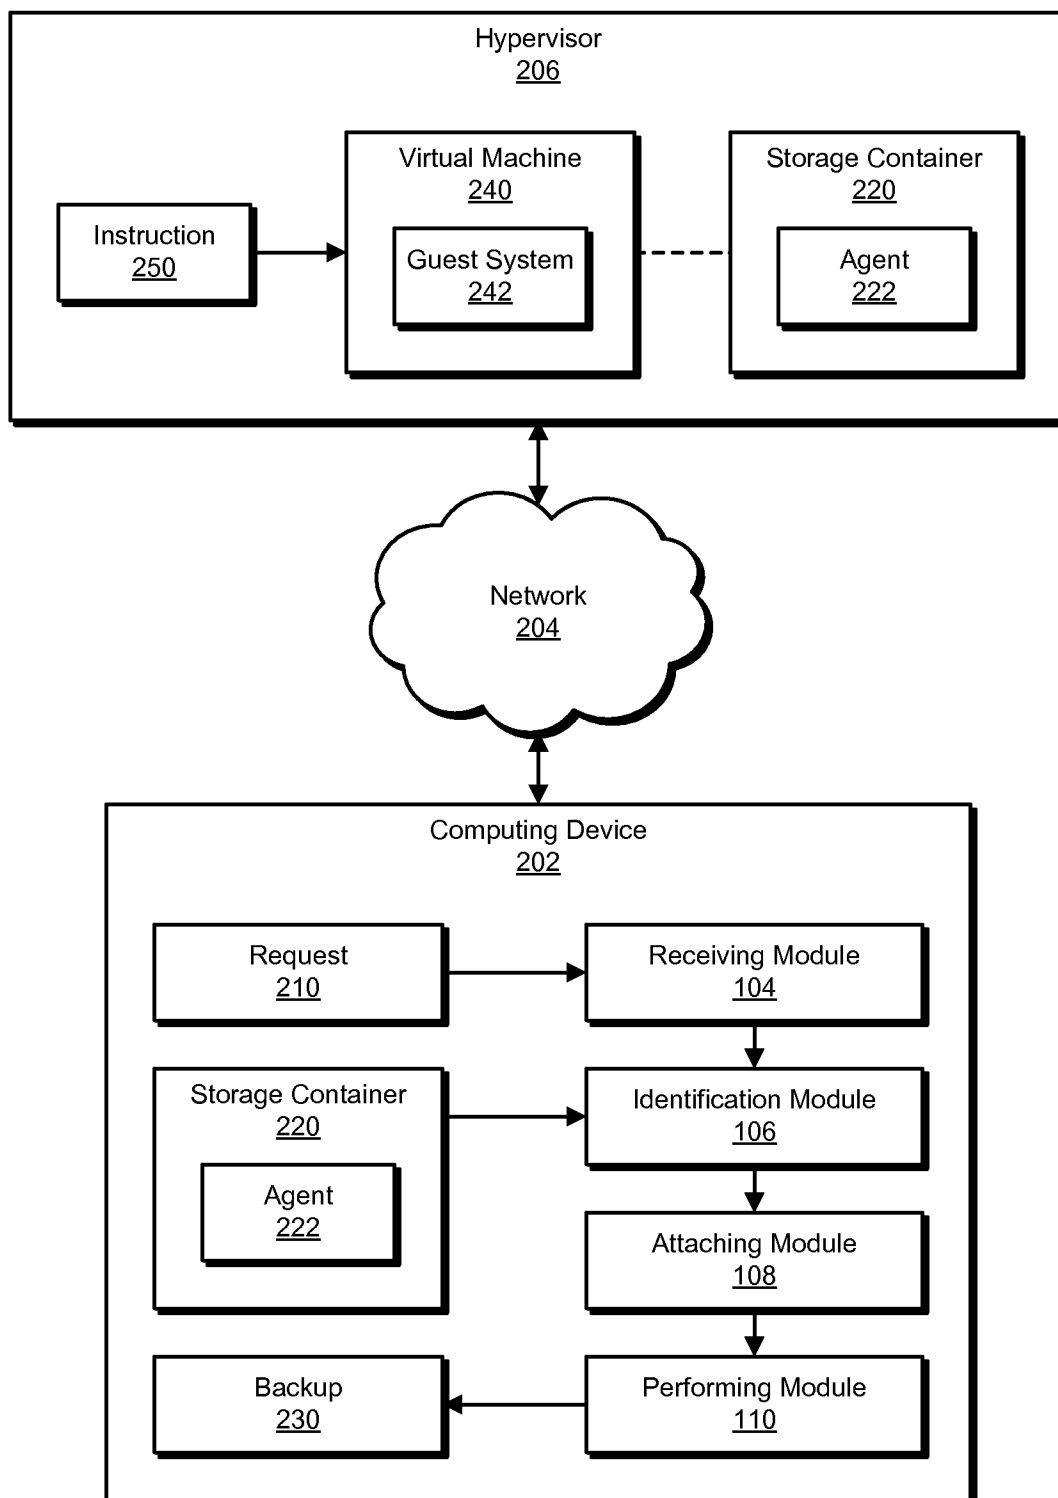 Hypervisor
206
Instruction
250
Virtual Machine
240
Guest System
242
Storage Container
220
Agent
222
Network
204
Computing Device
202
Request
210
Receiving Module
104
Storage Container
220
Agent
222
Identification Module
106
Attaching Module
108
Backup
230
Performing Module
110